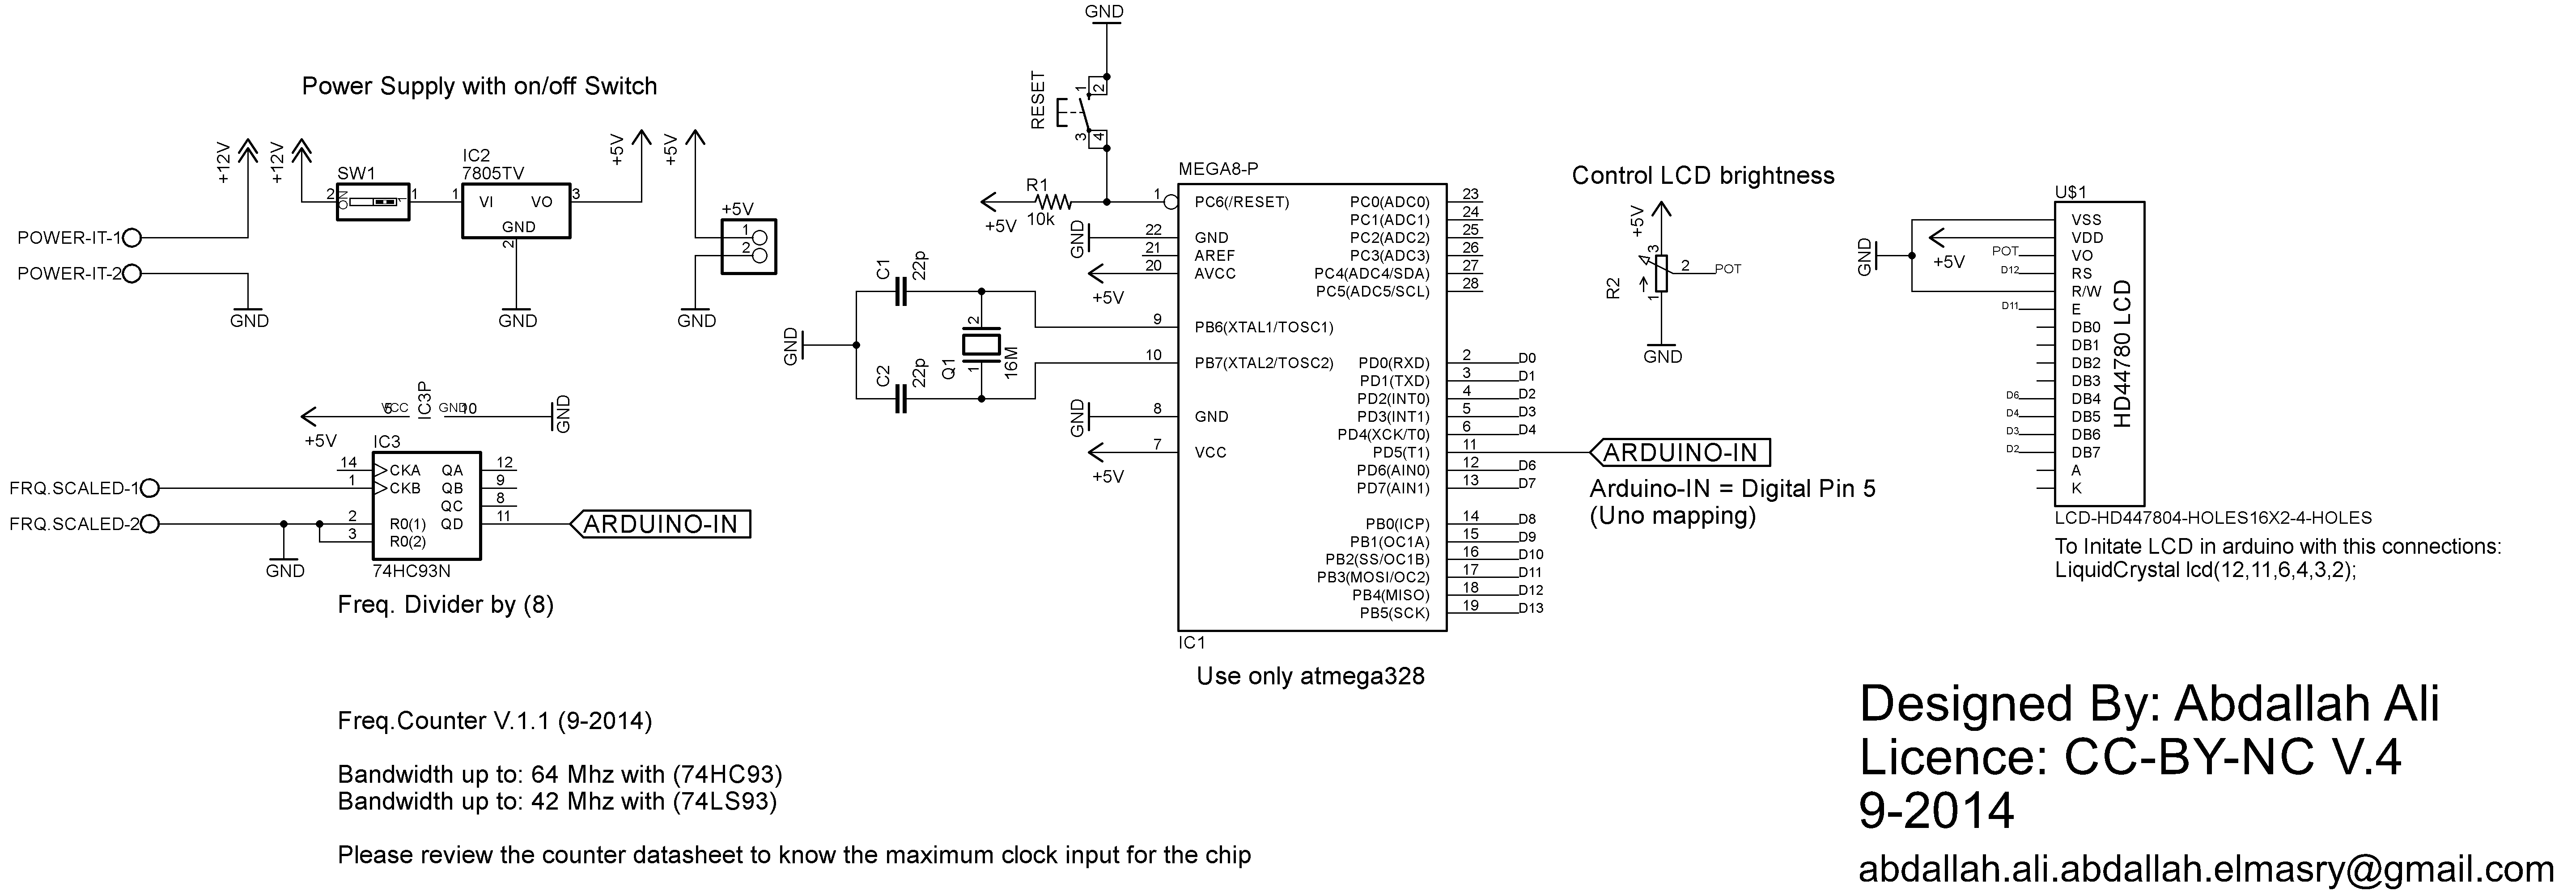 Power Supply with on/off Switch
+12V
+12V
SW1
2
ON
1
1
IC2
7805TV
1
VI
VO
3
GND
2
+5V
+5V
+5V
1
2
POWER-IT-1
POWER-IT-2
GND
GND
GND
VCC
IC3P
GND
10
GND
+5V
IC3
14
CKA
QA
12
FRQ.SCALED-1
1
CKB
QB
9
QC
8
FRQ.SCALED-2
2
R0(1)
QD
11
ARDUINO-IN
3
R0(2)
GND
74HC93N
Freq. Divider by (8)
Freq.Counter V.1.1 (9-2014)
Bandwidth up to: 64 Mhz with (74HC93)
Bandwidth up to: 42 Mhz with (74LS93)
Please review the counter datasheet to know the maximum clock input for the chip
GND
RESET
1
2
3
4
R1
10k
+5V
GND
+5V
C1
22p
C2
22p
GND
2
Q1
1
16M
GND
+5V
MEGA8-P
1
PC6(/RESET)
22
GND
21
AREF
20
AVCC
9
PB6(XTAL1/TOSC1)
10
PB7(XTAL2/TOSC2)
8
GND
7
VCC
PC0(ADC0)
23
PC1(ADC1)
24
PC2(ADC2)
25
PC3(ADC3)
26
PC4(ADC4/SDA)
27
PC5(ADC5/SCL)
28
PD0(RXD)
2
D0
PD1(TXD)
3
D1
PD2(INT0)
4
D2
PD3(INT1)
5
D3
PD4(XCK/T0)
6
D4
PD5(T1)
11
ARDUINO-IN
PD6(AIN0)
12
D6
PD7(AIN1)
13
D7
PB0(ICP)
14
D8
PB1(OC1A)
15
D9
PB2(SS/OC1B)
16
D10
PB3(MOSI/OC2)
17
D11
PB4(MISO)
18
D12
PB5(SCK)
19
D13
IC1
Use only atmega328
Arduino-IN = Digital Pin 5
(Uno mapping)
Control LCD brightness
+5V
3
2
POT
R2
1
GND
U$1
GND
+5V
VSS
VDD
POT
VO
D12
RS
R/W
D11
E
DB0
DB1
DB2
DB3
D6
DB4
D4
DB5
D3
DB6
D2
DB7
A
K
HD44780 LCD
LCD-HD447804-HOLES16X2-4-HOLES
To Initate LCD in arduino with this connections:
LiquidCrystal lcd(12,11,6,4,3,2);
Designed By: Abdallah Ali
Licence: CC-BY-NC V.4
9-2014
abdallah.ali.abdallah.elmasry@gmail.com